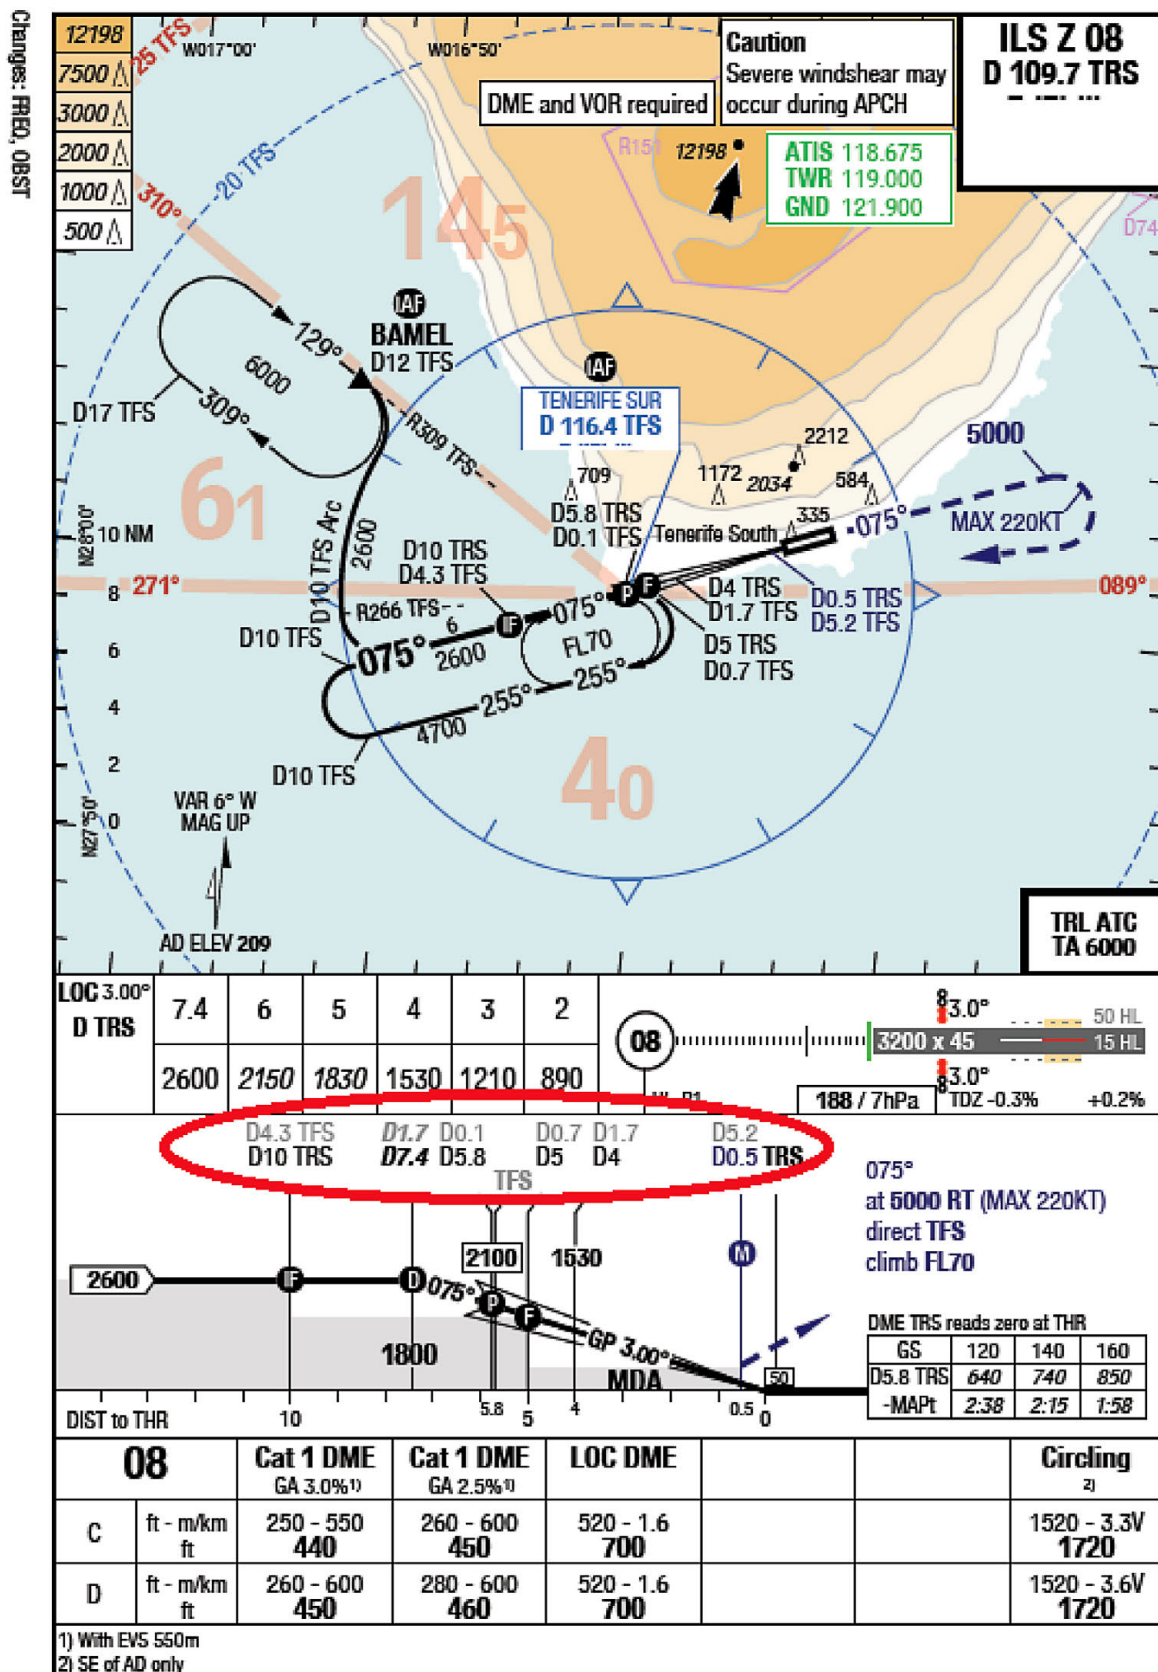 Changes: FREQ, OBST
12198
7500
3000
2000
1000
500
25 TFS
W017°00'
W016°50'
20 TFS
310°
DME and VOR required
Caution
Severe windshear may
occur during APCH
ILS Z 08
D 109.7 TRS
R151
12198
ATIS 118.675
TWR 119.000
GND 121.900
D74
145
IAF
BAMEL
D12 TFS
129°
6000
309°
D17 TFS
R309 TFS
IAF
TENERIFE SUR
D 116.4 TFS
5000
2212
1172
2034
584
709
335
61
D5.8 TRS
D0.1 TFS
Tenerife South
075°
MAX 220KT
N28°00'
10 NM
D10 TFS Arc
2600
D10 TRS
D4.3 TFS
271°
089°
8
P
F
D4 TRS
D1.7 TFS
D0.5 TRS
D5.2 TFS
R266 TFS
6
IF
075°
D10 TFS
075°
2600
FL70
D5 TRS
D0.7 TFS
6
255°
255°
4
4700
D10 TFS
2
40
VAR 6° W
MAG UP
N27°50'
0
AD ELEV 209
TRL ATC
TA 6000
LOC 3.00°
D TRS
7.4 6 5 4 3 2
2600 2150 1830 1530 1210 890
08
8
3.0°
50 HL
3200 x 45
15 HL
8
3.0°
188 / 7hPa
TDZ -0.3% +0.2%
D4.3 TFS D1.7 D0.1 D0.7 D1.7 D5.2
D10 TRS D7.4 D5.8 D5 D4 D0.5 TRS
TFS
075°
at 5000 RT (MAX 220KT)
direct TFS
climb FL70
2100 1530
M
2600
IF
D
075°
P
F
GP 3.00°
1800
MDA
50
DME TRS reads zero at THR
GS 120 140 160
D5.8 TRS 640 740 850
-MAPt 2:38 2:15 1:58
DIST to THR 10 5.8 5 4 0.5 0
08 Cat 1 DME Cat 1 DME LOC DME Circling
GA 3.0%1) GA 2.5%1) 2)
C ft - m/km 250 - 550 260 - 600 520 - 1.6 1520 - 3.3V
ft 440 450 700 1720
D ft - m/km 260 - 600 280 - 600 520 - 1.6 1520 - 3.6V
ft 450 460 700 1720
1) With EVS 550m
2) SE of AD only